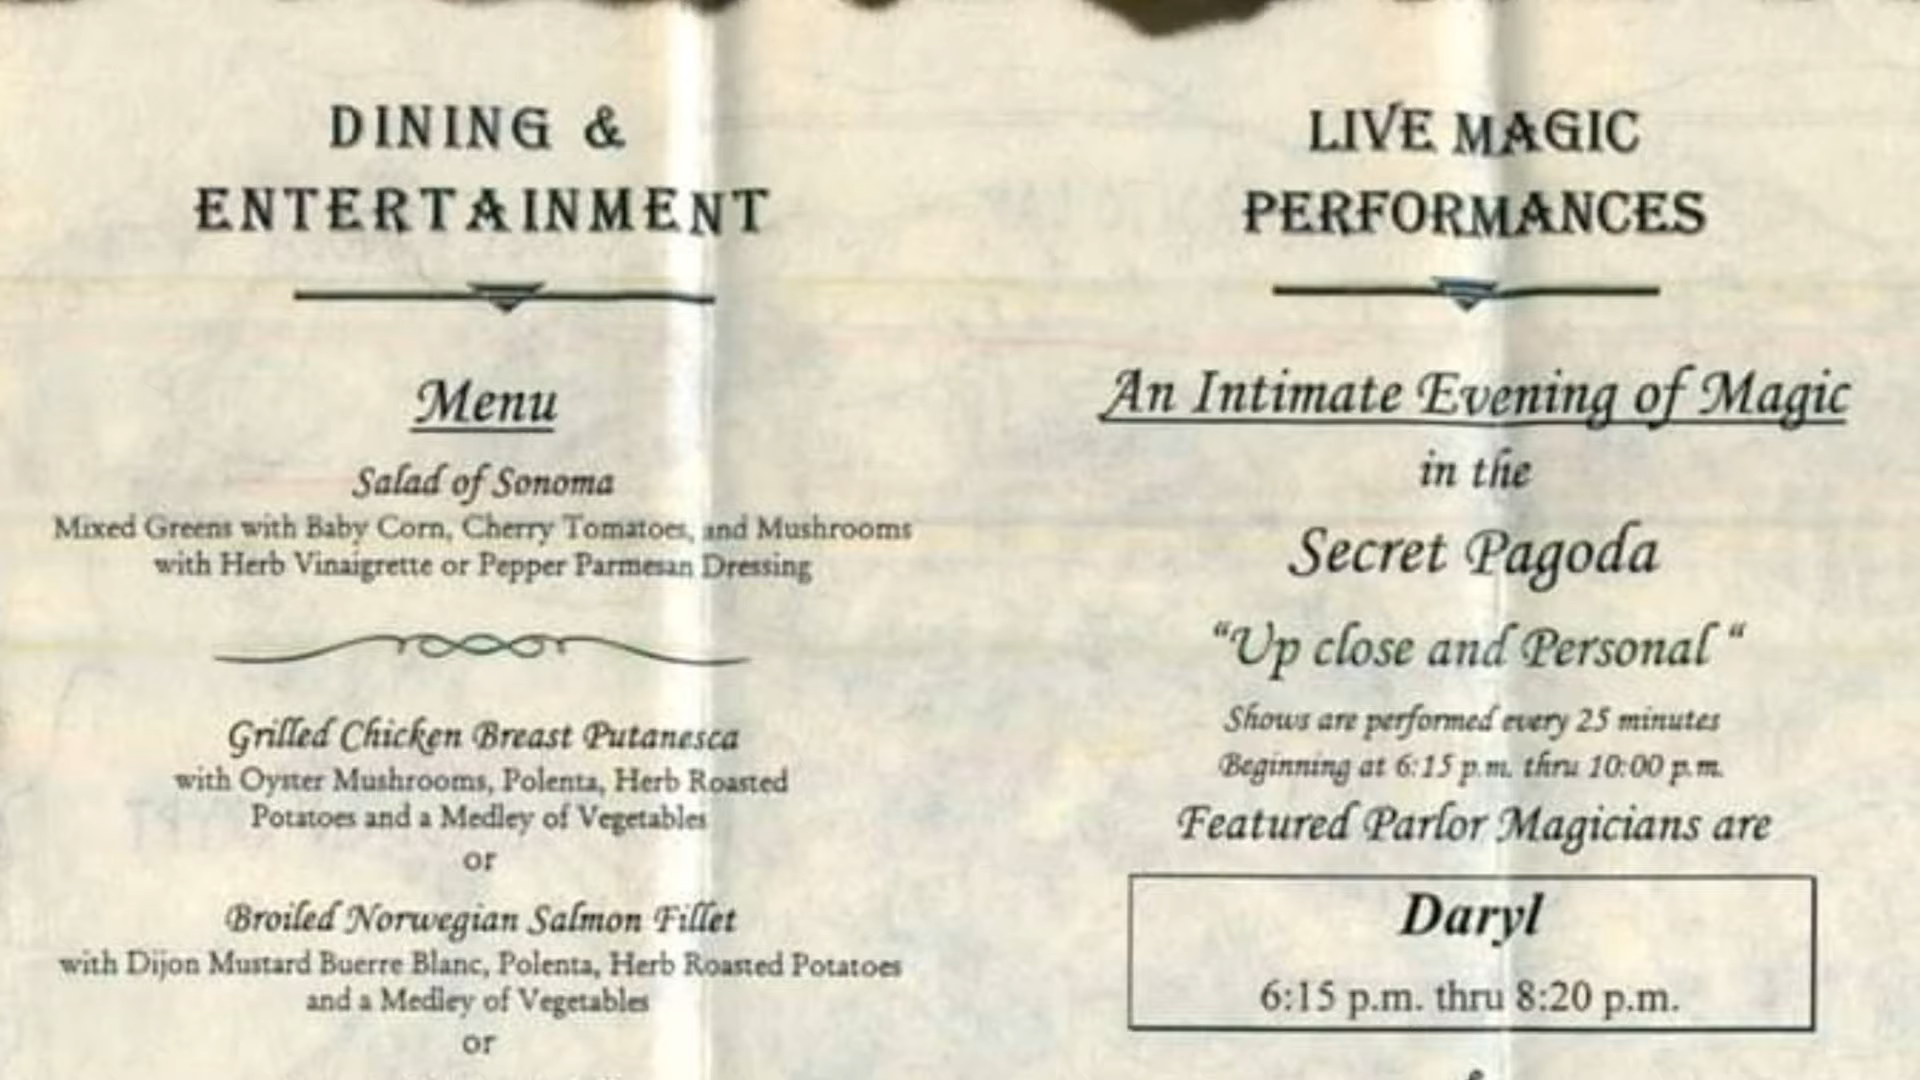 DINING &
ENTERTAINMENT
Menu
Salad of Sonoma
Mixed Greens with Baby Corn, Cherry Tomatoes, and Mushrooms
with Herb Vinaigrette or Pepper Parmesan Dressing
Grilled Chicken Breast Putanesca
with Oyster Mushrooms, Polenta, Herb Roasted
Potatoes and a Medley of Vegetables
or
Broiled Norwegian Salmon Fillet
with Dijon Mustard Buerre Blanc, Polenta, Herb Roasted Potatoes
and a Medley of Vegetables
or
LIVE MAGIC
PERFORMANCES
An Intimate Evening of Magic
in the
Secret Pagoda
“Up close and Personal “
Shows are performed every 25 minutes
Beginning at 6:15 p.m. thru 10:00 p.m.
Featured Parlor Magicians are
Daryl
6:15 p.m. thru 8:20 p.m.